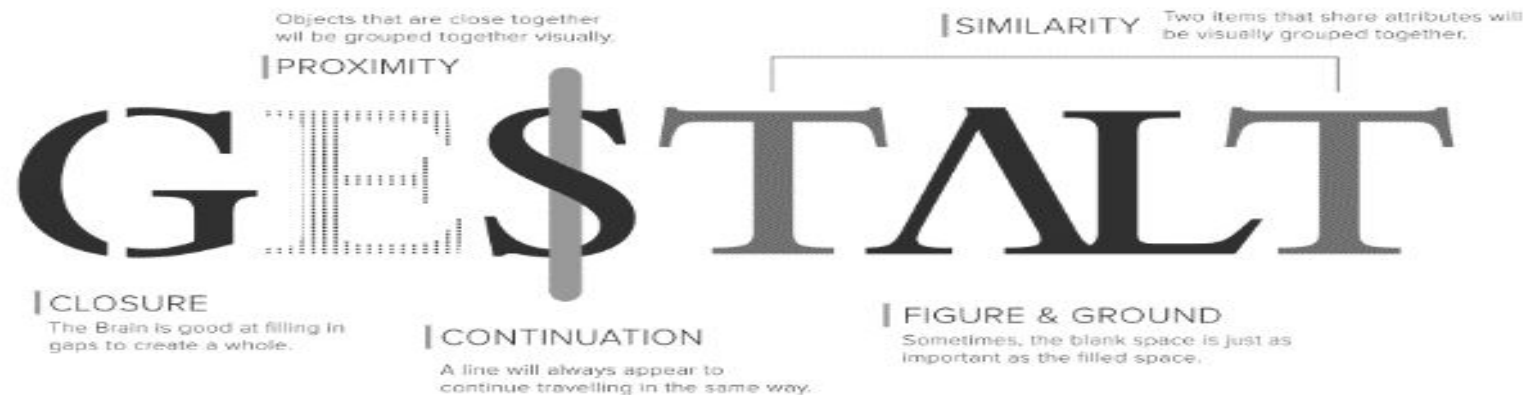 Objects that are close together
wil be grouped together visually.
PROXIMITY
SIMILARITY
Two items that share attributes will
be visually grouped together.
GESTALT
CLOSURE
The Brain is good at filling in
gaps to create a whole.
CONTINUATION
A line will always appear to
continue travelling in the same way.
FIGURE & GROUND
Sometimes, the blank space is just as
important as the filled space.